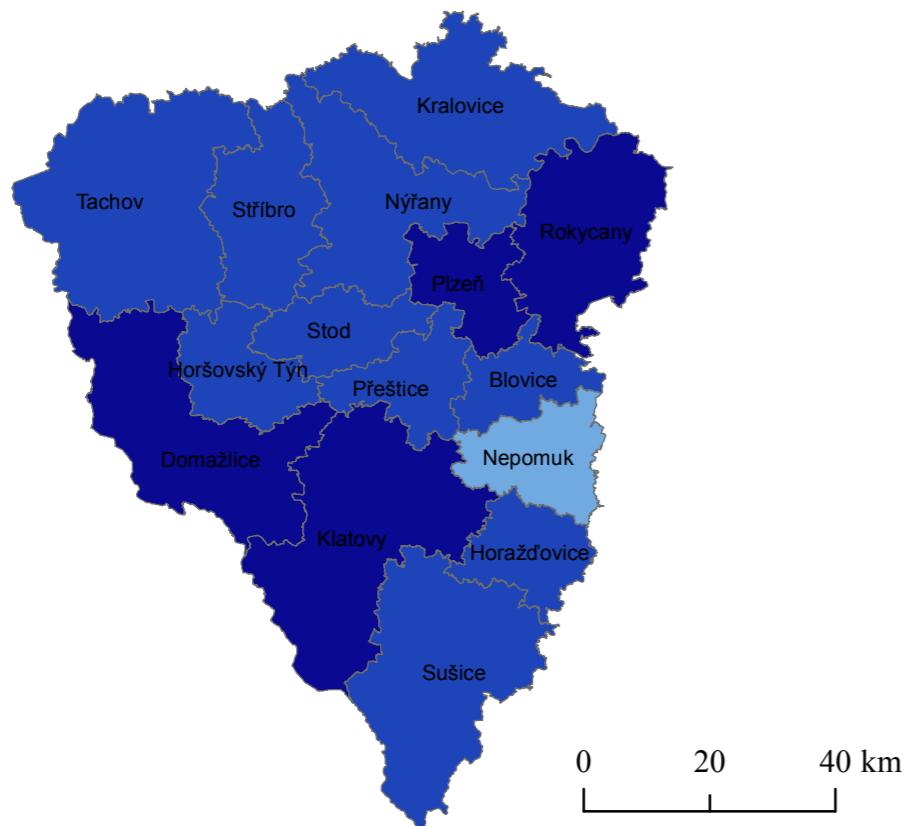 Kralovice
Tachov
Stříbro
Nýřany
Rokycany
Plzeň
Stod
Horšovský Týn
Přeštice
Blovice
Domažlice
Nepomuk
Klatovy
Horažďovice
Sušice
0 20 40 km